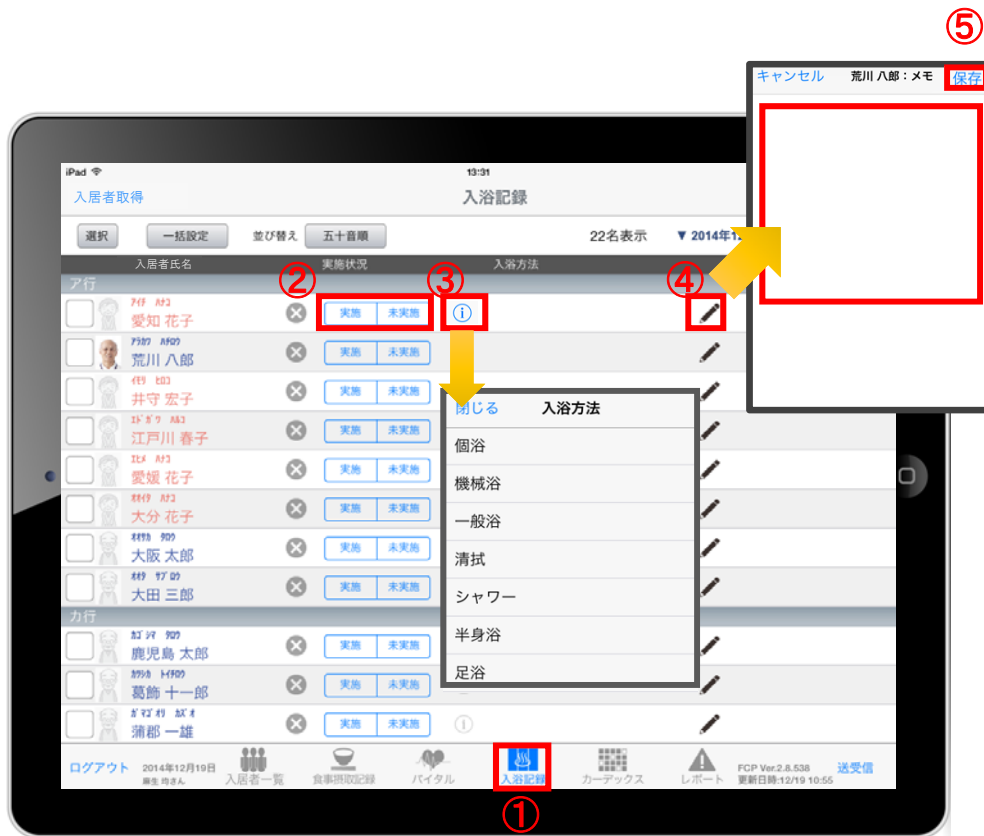 ⑤
キャンセル 荒川 八郎：メモ 保存
iPad 13:31
入居者取得 入浴記録
選択 一括設定 並び替え 五十音順 22名表示 ▼ 2014年12
入居者氏名 実施状況 入浴方法
② ③ ④
ア行
ｱｲﾁ ﾊﾅｺ
愛知 花子 実施 未実施
ｱﾗｶﾜ ﾊﾁﾛｳ
荒川 八郎 実施 未実施
ｲﾓﾘ ﾋﾛｺ
井守 宏子 実施 未実施
ｴﾄﾞｶﾞﾜ ﾊﾙｺ
江戸川 春子 実施 未実施
ｴﾋﾒ ﾊﾅｺ
愛媛 花子 実施 未実施
ｵｵｲﾀ ﾊﾅｺ
大分 花子 実施 未実施
ｵｵｻｶ ﾀﾛｳ
大阪 太郎 実施 未実施
ｵｵﾀ ｻﾌﾞﾛｳ
大田 三郎 実施 未実施
カ行
ｶｺﾞｼﾏ ﾀﾛｳ
鹿児島 太郎 実施 未実施
ｶﾂｼｶ ﾄｲﾁﾛｳ
葛飾 十一郎 実施 未実施
ｶﾞﾏｺﾞｵﾘ ｶｽﾞｵ
蒲郡 一雄 実施 未実施
閉じる 入浴方法
個浴
機械浴
一般浴
清拭
シャワー
半身浴
足浴
ログアウト 2014年12月19日
麻生 均さん
入居者一覧 食事摂取記録 バイタル 入浴記録 カーデックス レポート
FCP Ver.2.8.538
更新日時:12/19 10:55
送受信
①